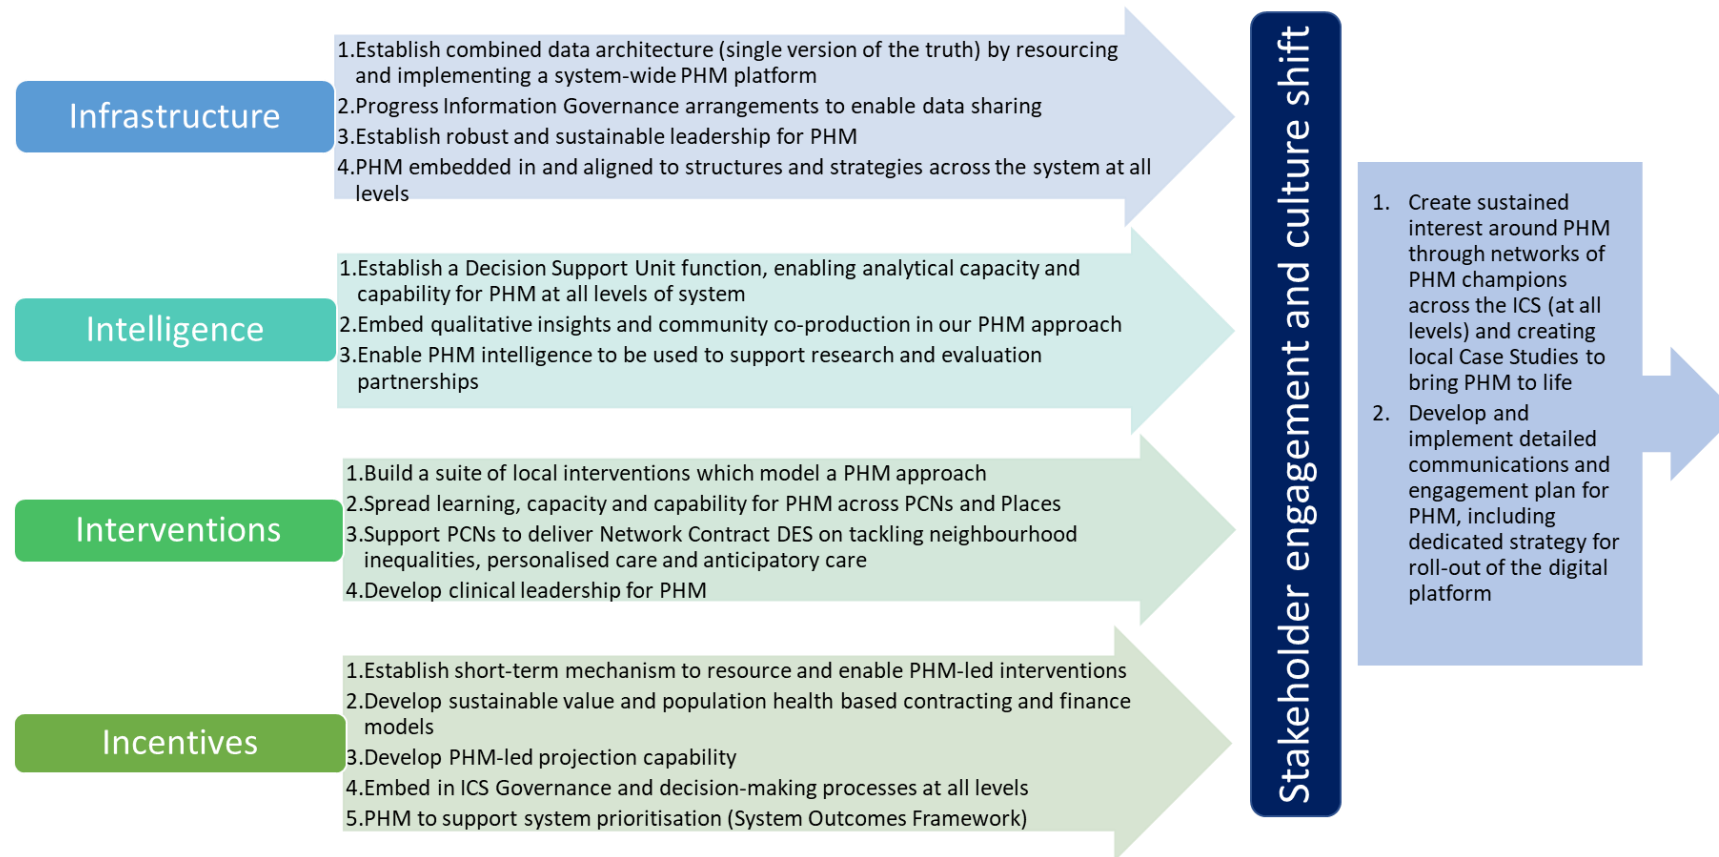 Infrastructure
1.Establish combined data architecture (single version of the truth) by resourcing
and implementing a system-wide PHM platform
2.Progress Information Governance arrangements to enable data sharing
3.Establish robust and sustainable leadership for PHM
4.PHM embedded in and aligned to structures and strategies across the system at all
levels
Intelligence
1.Establish a Decision Support Unit function, enabling analytical capacity and
capability for PHM at all levels of system
2.Embed qualitative insights and community co-production in our PHM approach
3.Enable PHM intelligence to be used to support research and evaluation
partnerships
Interventions
1.Build a suite of local interventions which model a PHM approach
2.Spread learning, capacity and capability for PHM across PCNs and Places
3.Support PCNs to deliver Network Contract DES on tackling neighbourhood
inequalities, personalised care and anticipatory care
4.Develop clinical leadership for PHM
Incentives
1.Establish short-term mechanism to resource and enable PHM-led interventions
2.Develop sustainable value and population health based contracting and finance
models
3.Develop PHM-led projection capability
4.Embed in ICS Governance and decision-making processes at all levels
5.PHM to support system prioritisation (System Outcomes Framework)
Stakeholder engagement and culture shift
1. Create sustained
interest around PHM
through networks of
PHM champions
across the ICS (at all
levels) and creating
local Case Studies to
bring PHM to life
2. Develop and
implement detailed
communications and
engagement plan for
PHM, including
dedicated strategy for
roll-out of the digital
platform